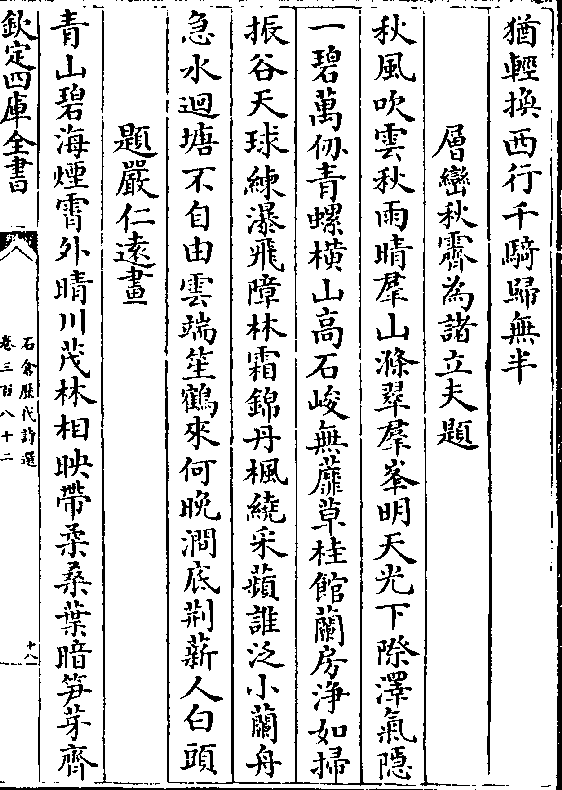 猶輕換西行千騎歸無半
層巒秋霽為諸立夫題
秋風吹雲秋雨晴羣山滌翠羣峯明天光下際澤氣隱
一碧萬仞青螺橫山高石峻無蘼草桂館蘭房淨如掃
振谷天球練瀑飛障林霜錦丹楓繞采蘋誰泛小蘭舟
急水迴塘不自由雲端笙鶴來何晚澗底荆薪人白頭
題嚴仁遠畫
青山碧海煙霄外晴川茂林相映帶柔桑葉暗笋芽齊
欽定四庫全書
石倉歷代詩選
卷三百八十二
十八